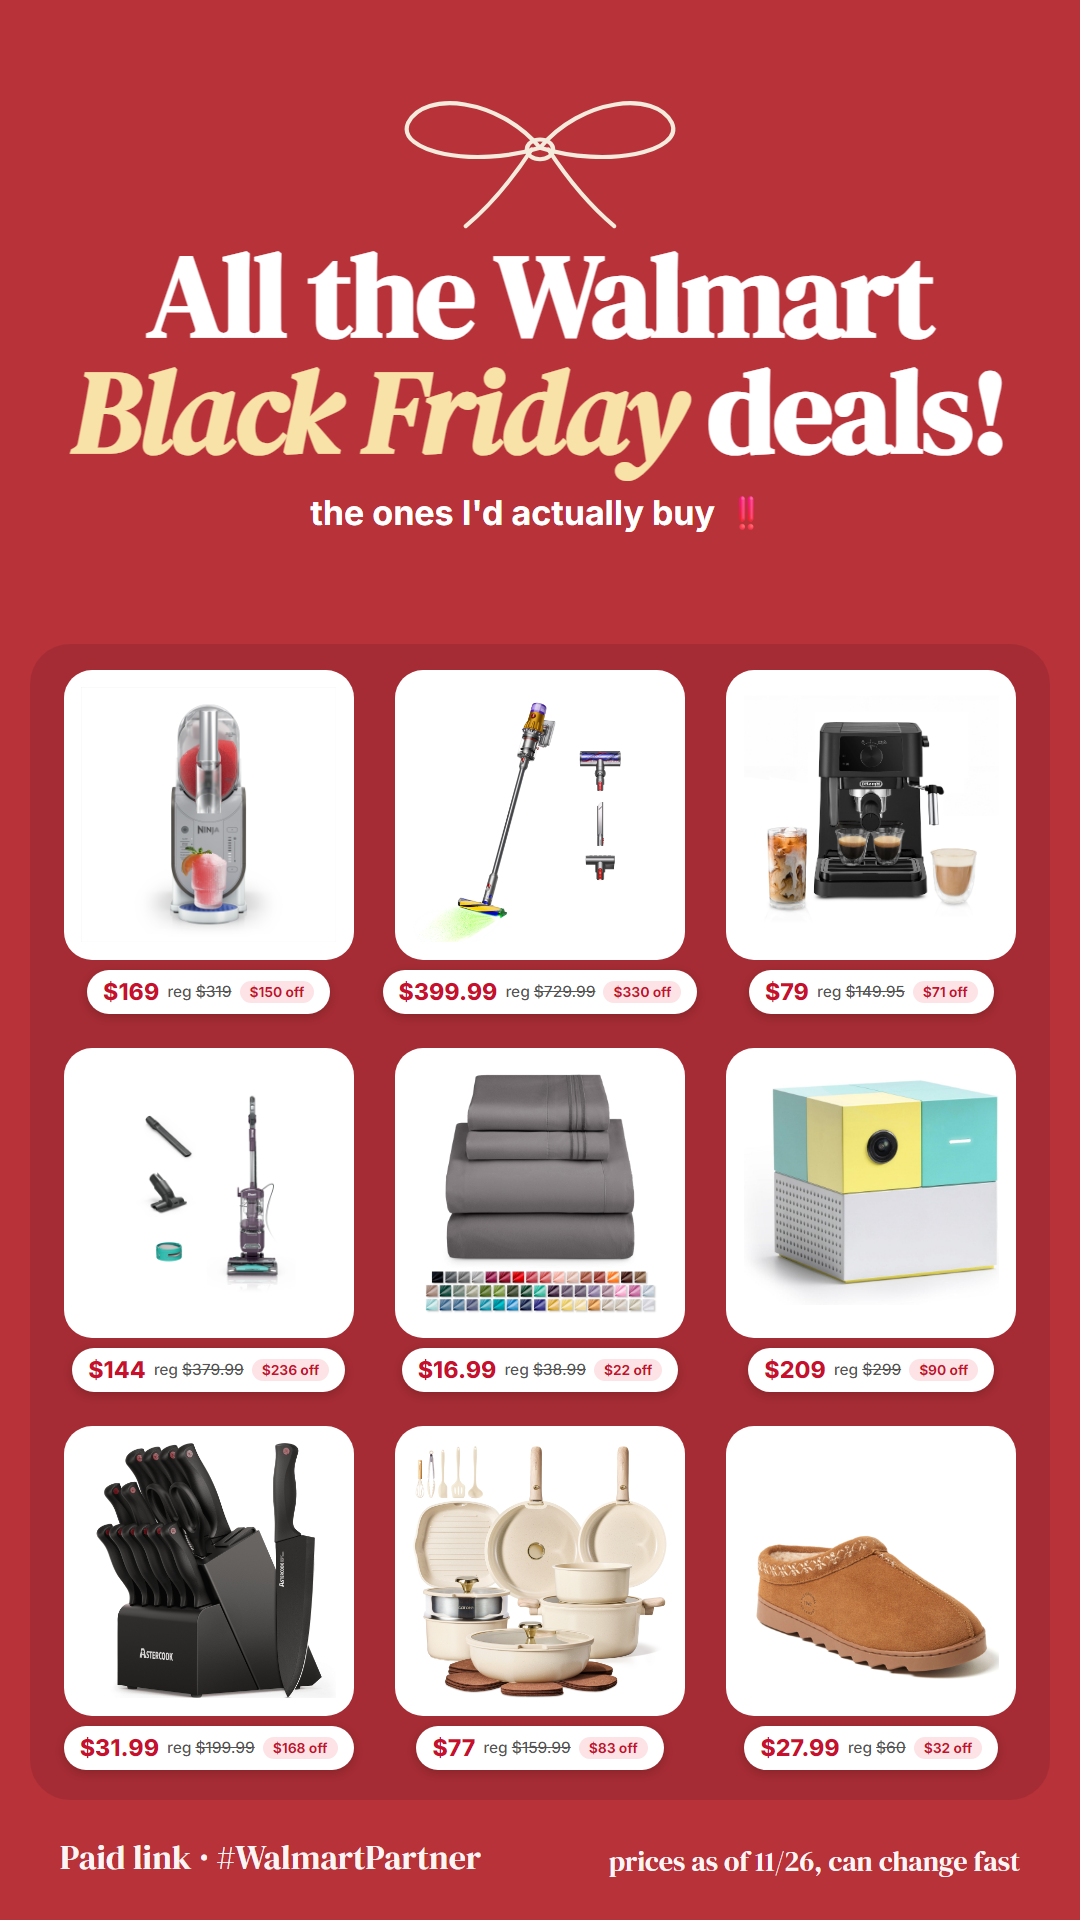 All the Walmart
Black Friday deals!
the ones I'd actually buy ‼️
NINJA
DeLonghi
$169 reg $319 $150 off
$399.99 reg $729.99 $330 off
$79 reg $149.95 $71 off
$144 reg $379.99 $236 off
$16.99 reg $38.99 $22 off
$209 reg $299 $90 off
ASTERCOOK
ASTERCOOK
$31.99 reg $199.99 $168 off
$77 reg $159.99 $83 off
$27.99 reg $60 $32 off
Paid link · #WalmartPartner
prices as of 11/26, can change fast